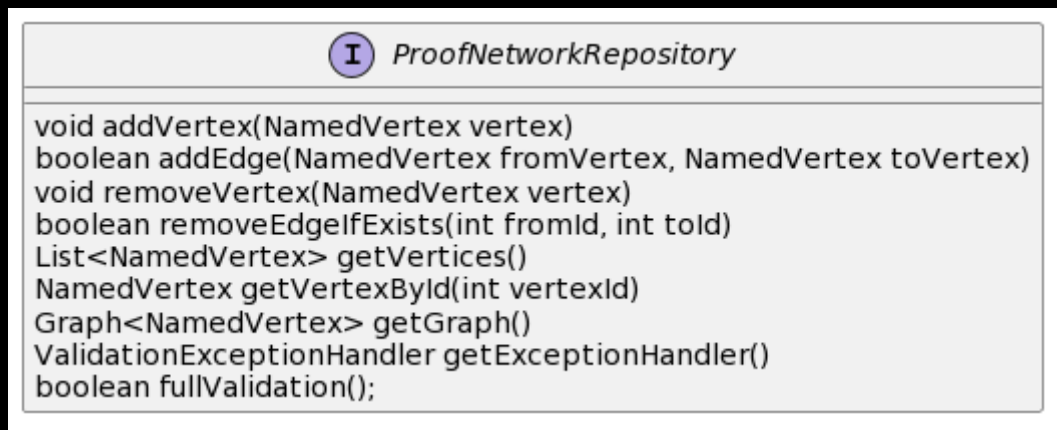 I ProofNetworkRepository
void addVertex(NamedVertex vertex)
boolean addEdge(NamedVertex fromVertex, NamedVertex toVertex)
void removeVertex(NamedVertex vertex)
boolean removeEdgeIfExists(int fromId, int toId)
List<NamedVertex> getVertices()
NamedVertex getVertexById(int vertexId)
Graph<NamedVertex> getGraph()
ValidationExceptionHandler getExceptionHandler()
boolean fullValidation();